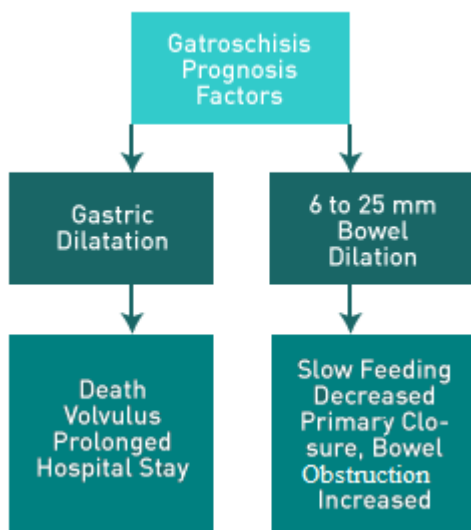 Gatroschisis
Prognosis
Factors
Gastric
Dilatation
6 to 25 mm
Bowel
Dilation
Death
Volvulus
Prolonged
Hospital Stay
Slow Feeding
Decreased
Primary Clo-
sure, Bowel
Obstruction
Increased